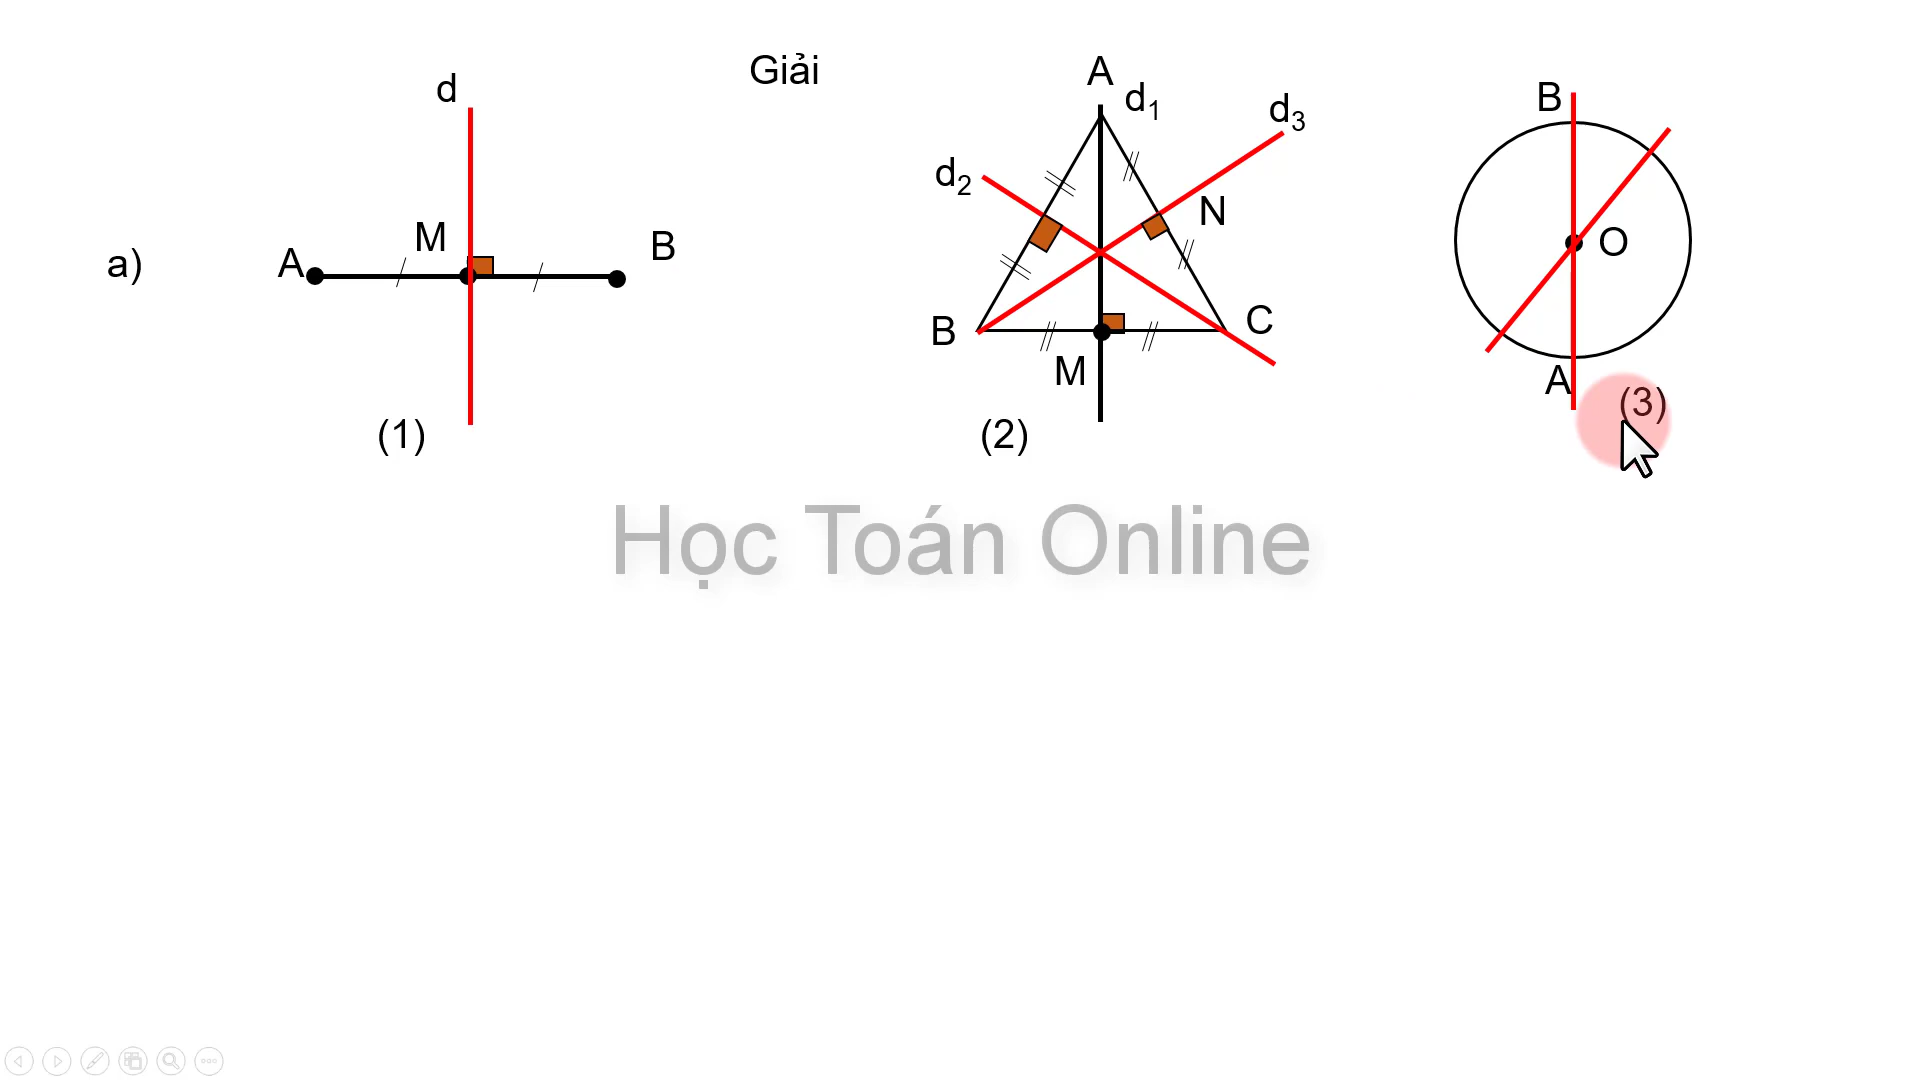 Giải
a)
d
A
M
B
(1)
A
d1
d2
d3
N
B
C
M
(2)
B
O
A
(3)
Học Toán Online